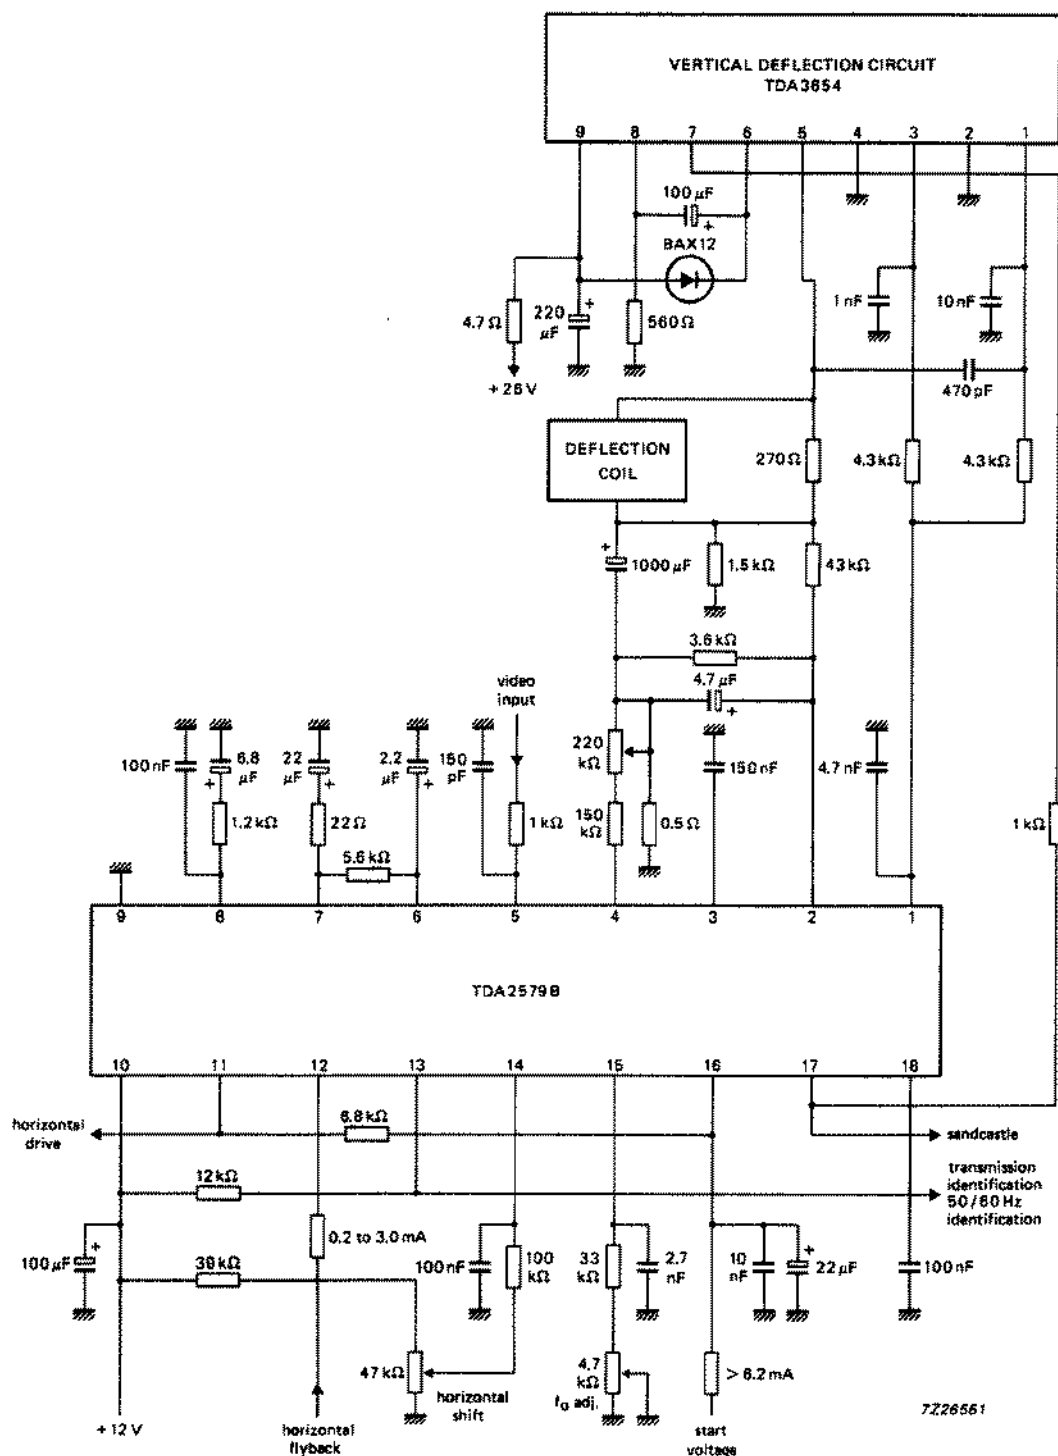 VERTICAL DEFLECTION CIRCUIT
TDA3654
9 8 7 6 5 4 3 2 1
100 µF
+
BAX12
1 nF
10 nF
4.7 Ω
220
µF
+
560 Ω
+ 26 V
470 pF
DEFLECTION
COIL
270 Ω
4.3 kΩ
4.3 kΩ
+
1000 µF
1.5 kΩ
43 kΩ
3.6 kΩ
4.7 µF
+
video
input
100 nF
6.8
µF
+
22
µF
+
2.2
µF
+
150
pF
220
kΩ
150 nF
4.7 nF
1.2 kΩ
22 Ω
1 kΩ
150
kΩ
0.5 Ω
1 kΩ
5.6 kΩ
9 8 7 6 5 4 3 2 1
TDA2579B
10 11 12 13 14 15 16 17 18
horizontal
drive
6.8 kΩ
sandcastle
12 kΩ
transmission
identification
50 / 60 Hz
identification
100 µF
+
0.2 to 3.0 mA
39 kΩ
100 nF
100
kΩ
33
kΩ
2.7
nF
10
nF
+
22 µF
100 nF
47 kΩ
horizontal
shift
4.7
kΩ
f₀ adj.
> 6.2 mA
+ 12 V
horizontal
flyback
start
voltage
7Z26561